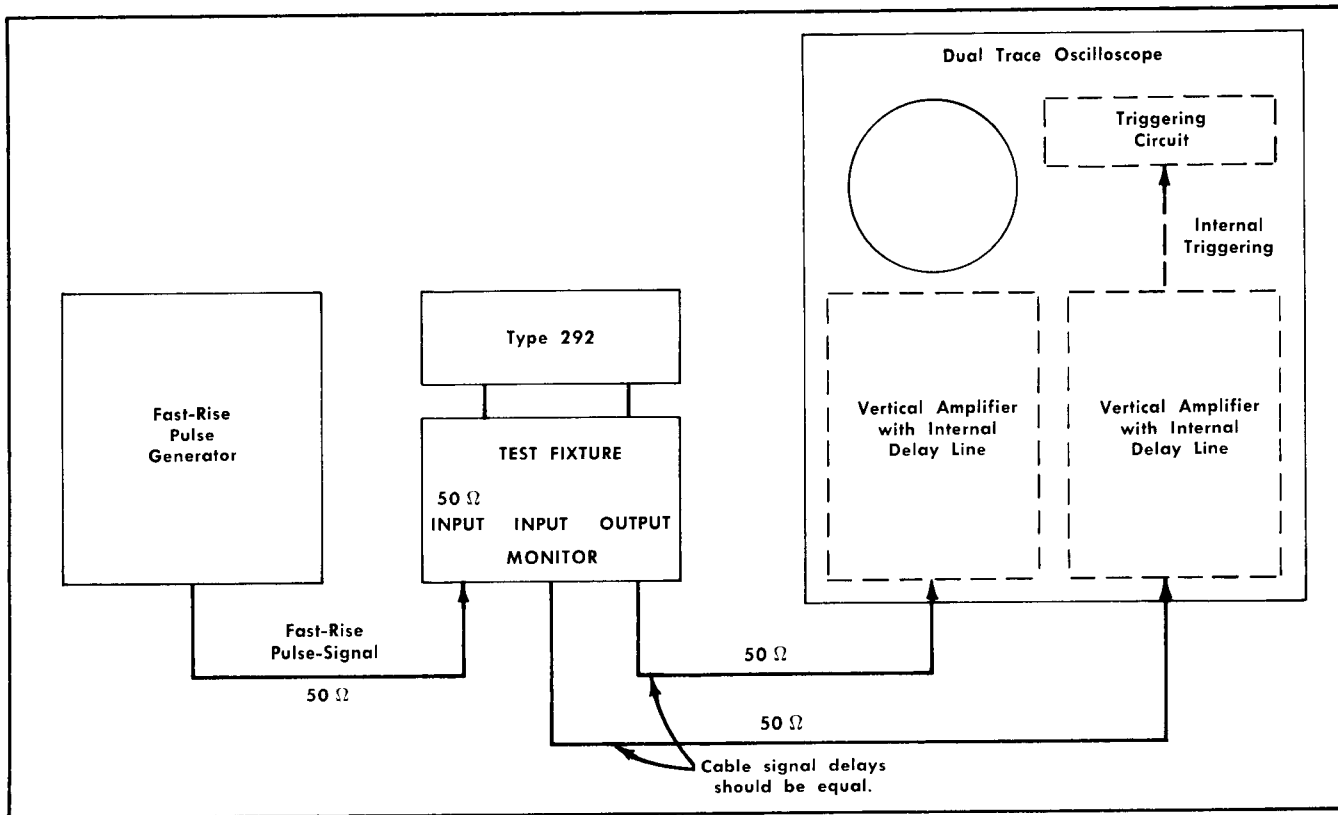 Dual Trace Oscilloscope
Triggering
Circuit
Internal
Triggering
Type 292
Fast-Rise
Pulse
Generator
TEST FIXTURE
50 Ω
INPUT INPUT OUTPUT
MONITOR
Vertical Amplifier
with Internal
Delay Line
Vertical Amplifier
with Internal
Delay Line
Fast-Rise
Pulse-Signal
50 Ω
50 Ω
50 Ω
Cable signal delays
should be equal.